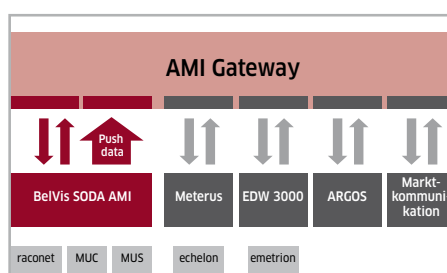 AMI Gateway
Push
data
BelVis SODA AMI
Meterus
EDW 3000
ARGOS
Markt-
kommuni-
kation
raconet
MUC
MUS
echelon
emetrion